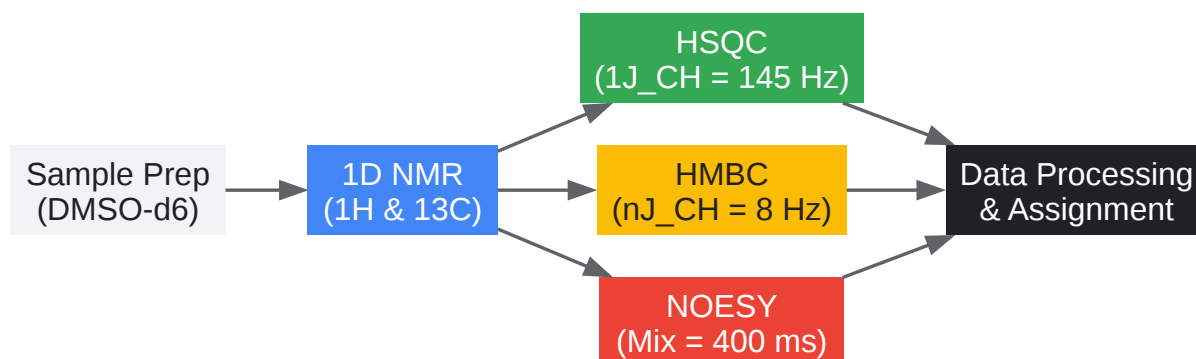 Sample Prep
(DMSO-d6)
1D NMR
(1H & 13C)
HSQC
(1J_CH = 145 Hz)
HMBC
(nJ_CH = 8 Hz)
NOESY
(Mix = 400 ms)
Data Processing
& Assignment